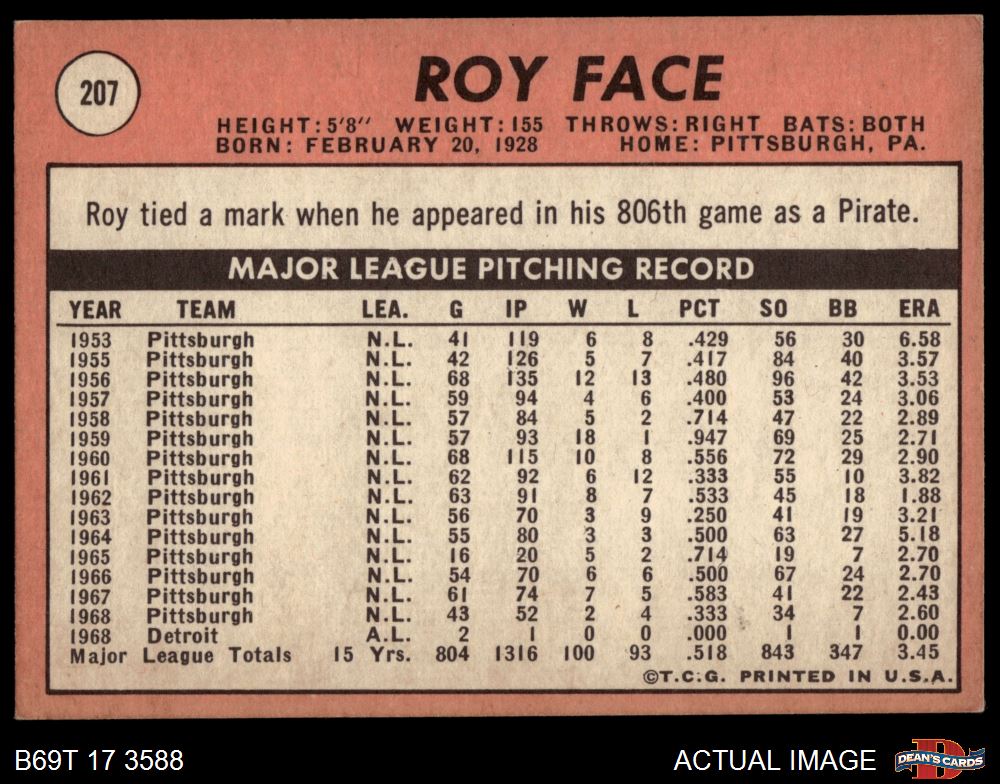 207
ROY FACE
HEIGHT: 5'8" WEIGHT: 155 THROWS: RIGHT BATS: BOTH
BORN: FEBRUARY 20, 1928 HOME: PITTSBURGH, PA.
Roy tied a mark when he appeared in his 806th game as a Pirate.
MAJOR LEAGUE PITCHING RECORD
YEAR TEAM LEA. G IP W L PCT SO BB ERA
1953 Pittsburgh N.L. 41 119 6 8 .429 56 30 6.58
1955 Pittsburgh N.L. 42 126 5 7 .417 84 40 3.57
1956 Pittsburgh N.L. 68 135 12 13 .480 96 42 3.53
1957 Pittsburgh N.L. 59 94 4 6 .400 53 24 3.06
1958 Pittsburgh N.L. 57 84 5 2 .714 47 22 2.89
1959 Pittsburgh N.L. 57 93 18 1 .947 69 25 2.71
1960 Pittsburgh N.L. 68 115 10 8 .556 72 29 2.90
1961 Pittsburgh N.L. 62 92 6 12 .333 55 10 3.82
1962 Pittsburgh N.L. 63 91 8 7 .533 45 18 1.88
1963 Pittsburgh N.L. 56 70 3 9 .250 41 19 3.21
1964 Pittsburgh N.L. 55 80 3 3 .500 63 27 5.18
1965 Pittsburgh N.L. 16 20 5 2 .714 19 7 2.70
1966 Pittsburgh N.L. 54 70 6 6 .500 67 24 2.70
1967 Pittsburgh N.L. 61 74 7 5 .583 41 22 2.43
1968 Pittsburgh N.L. 43 52 2 4 .333 34 7 2.60
1968 Detroit A.L. 2 1 0 0 .000 1 1 0.00
Major League Totals 15 Yrs. 804 1316 100 93 .518 843 347 3.45
©T.C.G. PRINTED IN U.S.A.
B69T 17 3588 ACTUAL IMAGE DEAN'S CARDS